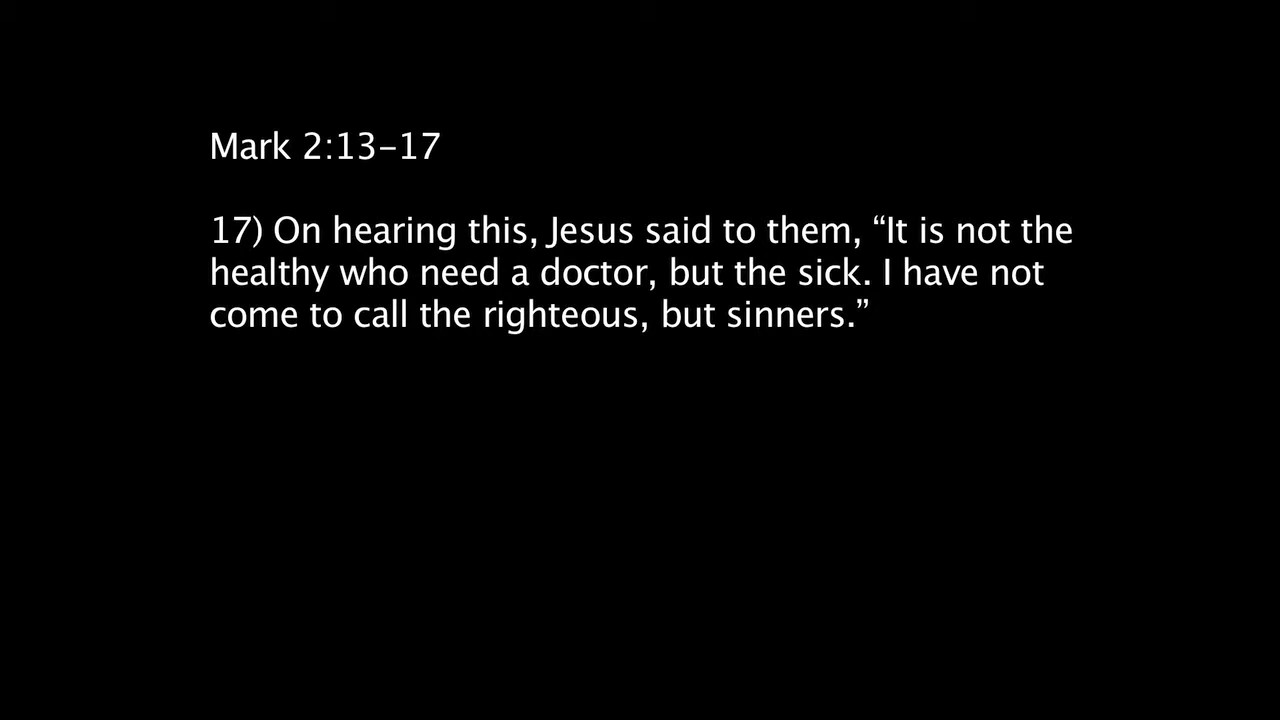 Mark 2:13–17
17) On hearing this, Jesus said to them, “It is not the
healthy who need a doctor, but the sick. I have not
come to call the righteous, but sinners.”